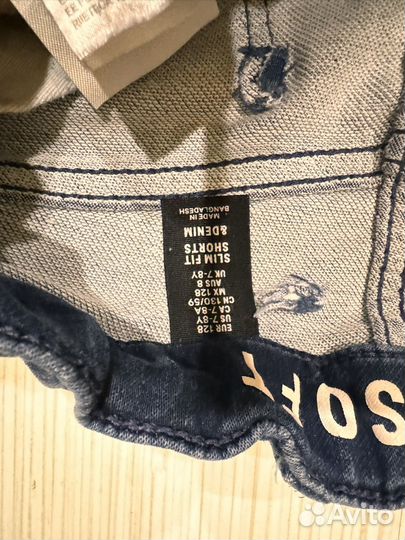 EUR 128
US 7-8Y
CA 7-8A
CN 130/59
MX 128
AUS 8
UK 7-8Y
SLIM FIT
SHORTS
&DENIM
MADE IN
BANGLADESH
SOFT
Avito